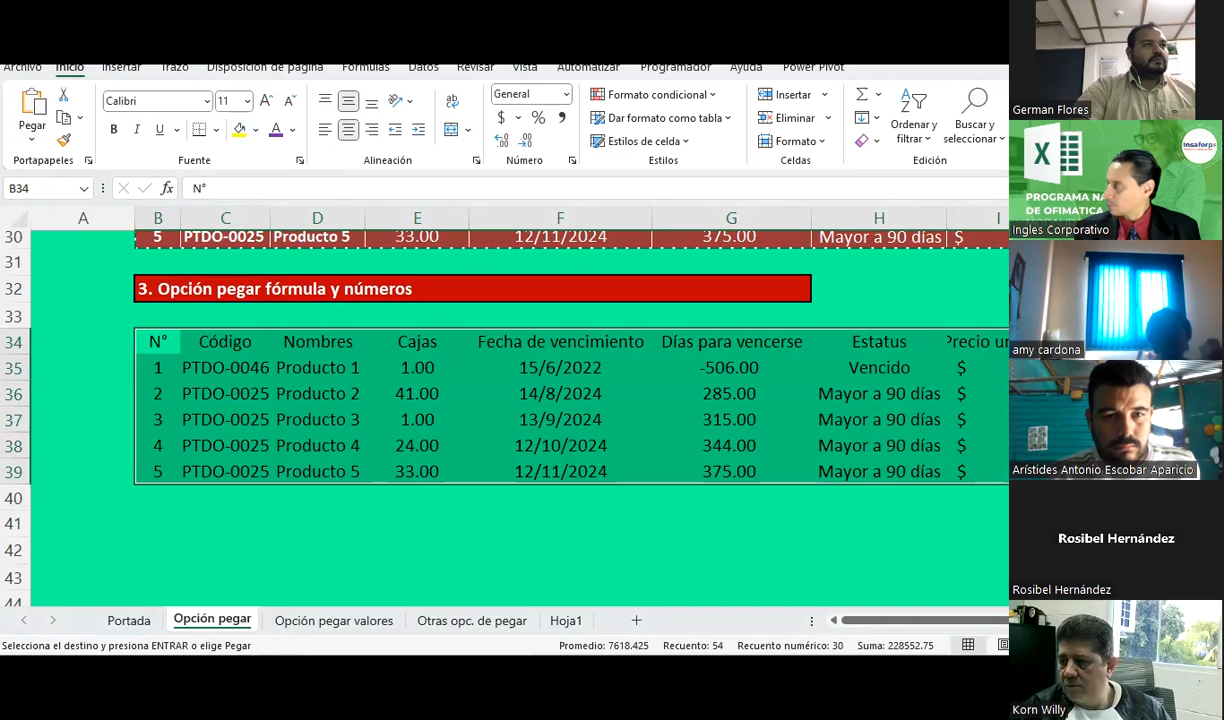 Archivo Inicio Insertar Trazo Disposición de página Fórmulas Datos Revisar Vista Automatizar Programador Ayuda Power Pivot
Pegar
Portapapeles
Calibri 11
N K S A
Fuente
Alineación
General
$ %
Número
Formato condicional
Dar formato como tabla
Estilos de celda
Estilos
Insertar
Eliminar
Formato
Celdas
Ordenar y filtrar
Buscar y seleccionar
Edición
B34 fx N°
A B C D E F G H I
30 5 PTDO-0025 Producto 5 33.00 12/11/2024 375.00 Mayor a 90 días $
31
32 3. Opción pegar fórmula y números
33
34 N° Código Nombres Cajas Fecha de vencimiento Días para vencerse Estatus Precio un
35 1 PTDO-0046 Producto 1 1.00 15/6/2022 -506.00 Vencido $
36 2 PTDO-0025 Producto 2 41.00 14/8/2024 285.00 Mayor a 90 días $
37 3 PTDO-0025 Producto 3 1.00 13/9/2024 315.00 Mayor a 90 días $
38 4 PTDO-0025 Producto 4 24.00 12/10/2024 344.00 Mayor a 90 días $
39 5 PTDO-0025 Producto 5 33.00 12/11/2024 375.00 Mayor a 90 días $
40
41
42
43
44
Portada Opción pegar Opción pegar valores Otras opc. de pegar Hoja1
Selecciona el destino y presiona ENTRAR o elige Pegar Promedio: 7618.425 Recuento: 54 Recuento numérico: 30 Suma: 228552.75
German Flores
X
insaforp
PROGRAMA NA
DE OFIMATICA
Ingles Corporativo
amy cardona
Arístides Antonio Escobar Aparicio
Rosibel Hernández
Rosibel Hernández
Korn Willy